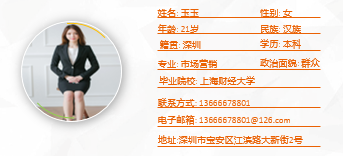 姓名: 玉玉 性别: 女
年龄: 21岁 民族: 汉族
籍贯: 深圳 学历: 本科
专业: 市场营销 政治面貌: 群众
毕业院校: 上海财经大学
联系方式: 13666678801
电子邮箱: 13666678801@126.com
地址:深圳市宝安区江滨路大新街2号